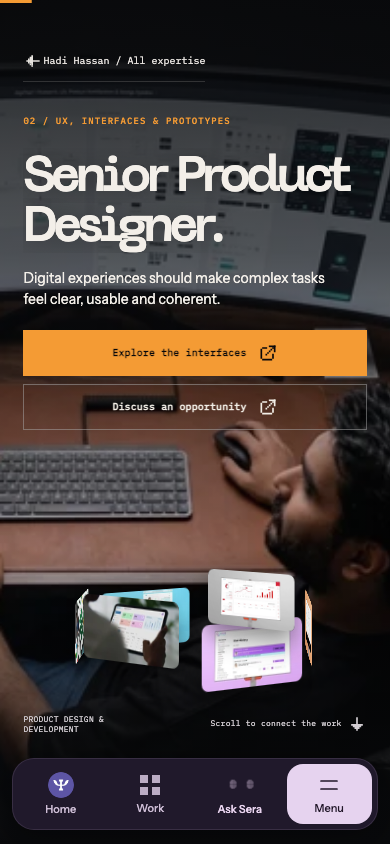 Hadi Hassan / All expertise
02 / UX, INTERFACES & PROTOTYPES
Senior Product
Designer.
Digital experiences should make complex tasks
feel clear, usable and coherent.
Explore the interfaces
Discuss an opportunity
PRODUCT DESIGN &
DEVELOPMENT
Scroll to connect the work
Home
Work
Ask Sera
Menu